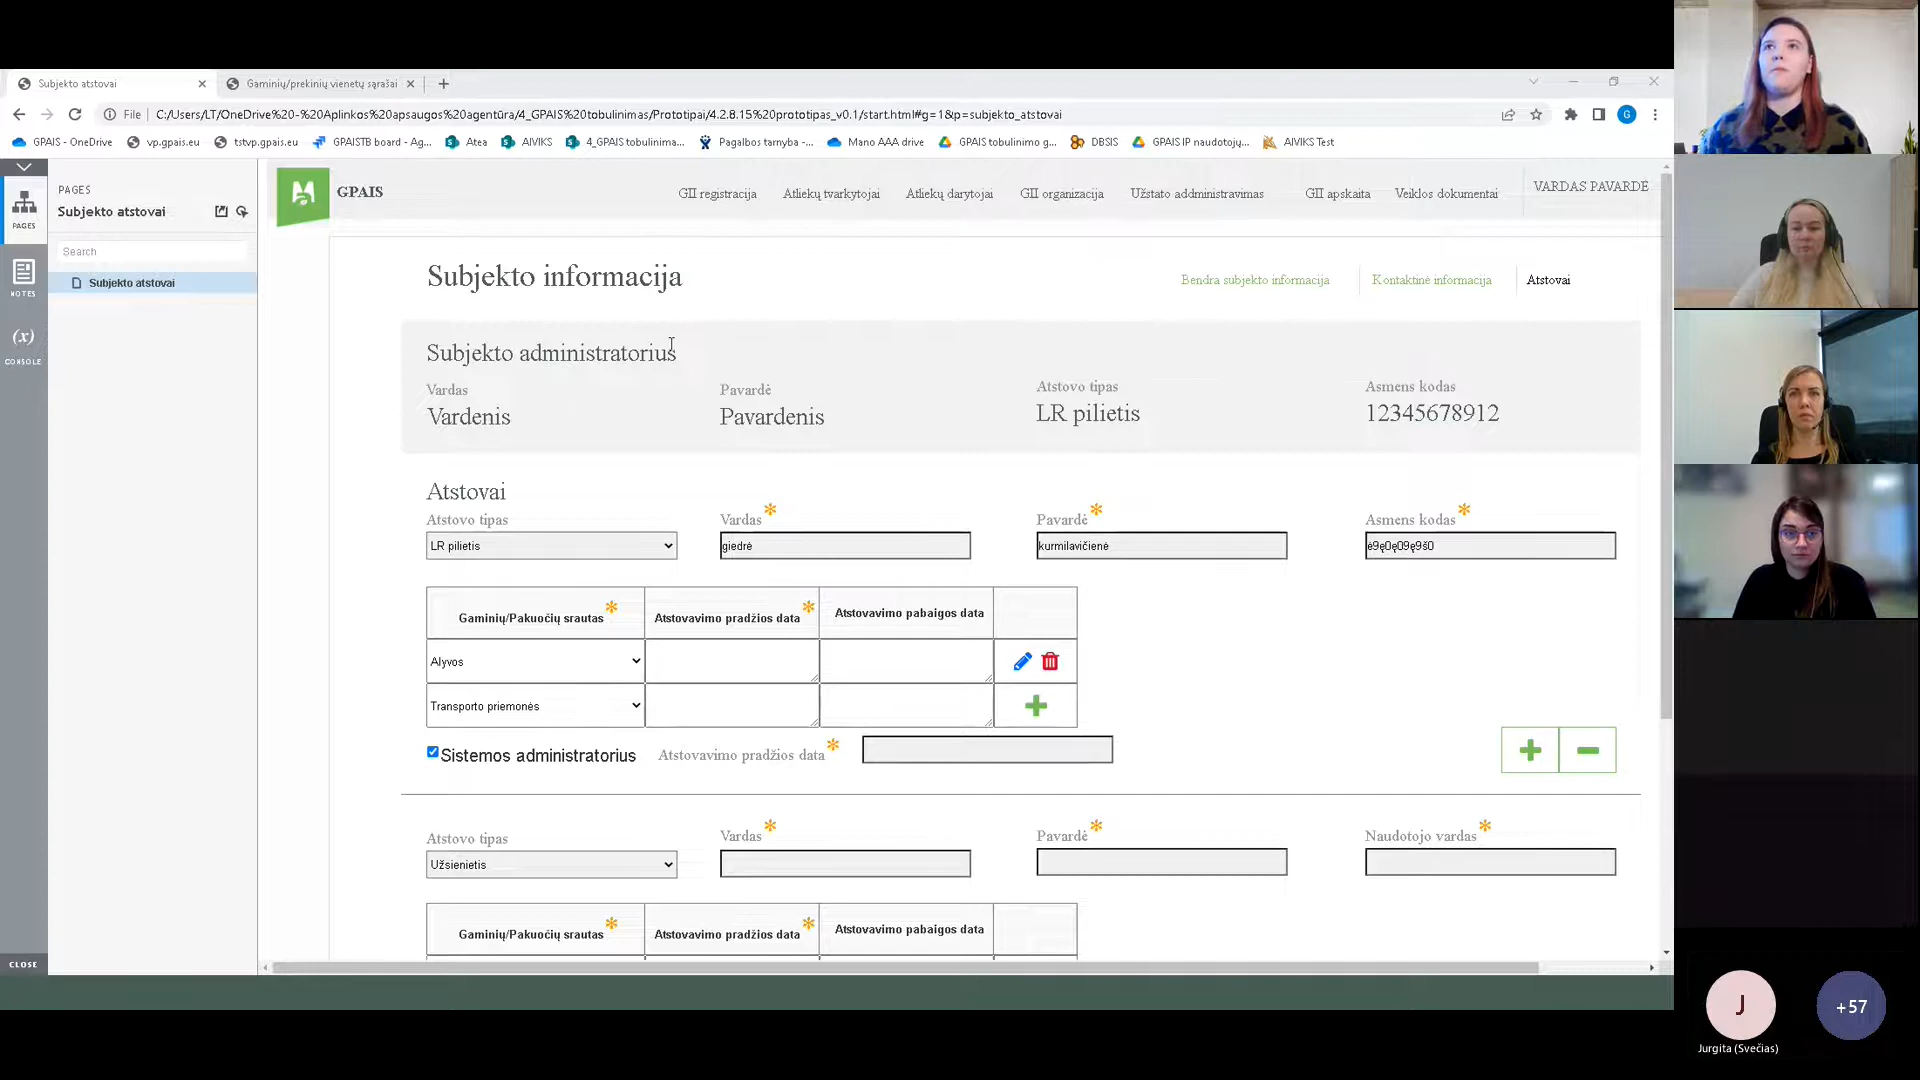 Subjekto atstovai
Gaminių/prekinių vienetų sąrašai
File C:/Users/LT/OneDrive%20-%20Aplinkos%20apsaugos%20agentūra/4_GPAIS%20tobulinimas/Prototipai/4.2.8.15%20prototipas_v0.1/start.html#g=1&p=subjekto_atstovai
G
GPAIS - OneDrive vp.gpais.eu tstvp.gpais.eu GPAISTB board - Ag... Atea AIVIKS 4_GPAIS tobulinima... Pagalbos tarnyba -... Mano AAA drive GPAIS tobulinimo g... DBSIS GPAIS IP naudotojų... AIVIKS Test
PAGES
Subjekto atstovai
PAGES
Search
Subjekto atstovai
NOTES
(x)
CONSOLE
CLOSE
GPAIS
GII registracija Atliekų tvarkytojai Atliekų darytojai GII organizacija Užstato addministravimas GII apskaita Veiklos dokumentai VARDAS PAVARDĖ
Subjekto informacija
Bendra subjekto informacija Kontaktinė informacija Atstovai
Subjekto administratorius
Vardas Pavardė Atstovo tipas Asmens kodas
Vardenis Pavardenis LR pilietis 12345678912
Atstovai
Atstovo tipas Vardas * Pavardė * Asmens kodas *
LR pilietis giedrė kurmilavičienė ė9ę0ę09ę9š0
Gaminių/Pakuočių srautas * Atstovavimo pradžios data * Atstovavimo pabaigos data
Alyvos
Transporto priemonės
Sistemos administratorius Atstovavimo pradžios data *
Atstovo tipas Vardas * Pavardė * Naudotojo vardas *
Užsienietis
Gaminių/Pakuočių srautas * Atstovavimo pradžios data * Atstovavimo pabaigos data
J
+57
Jurgita (Svečias)